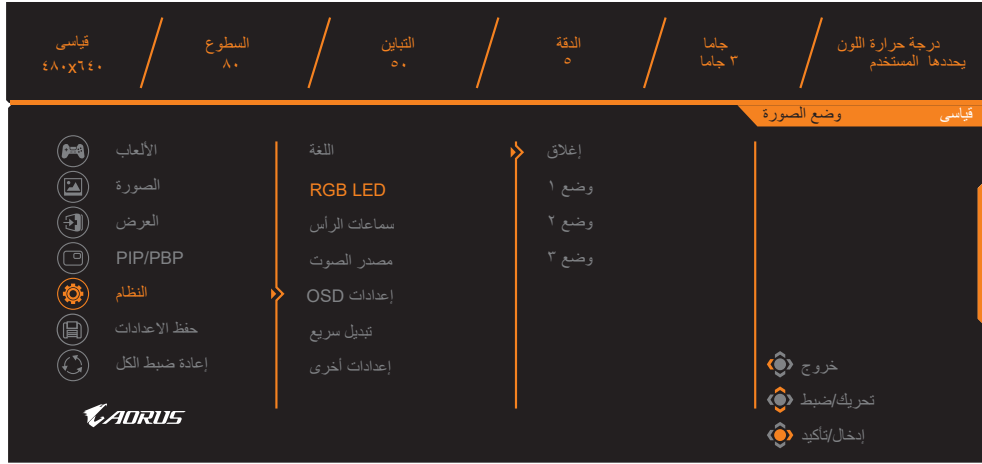 قياسى
٤٨٠x٦٤٠
السطوع
٨٠
التباين
٥٠
الدقة
٥
جاما
٣ جاما
درجة حرارة اللون
يحددها المستخدم
وضع الصورة
قياسى
الألعاب
الصورة
العرض
PIP/PBP
النظام
حفظ الاعدادات
إعادة ضبط الكل
اللغة
RGB LED
سماعات الرأس
مصدر الصوت
إعدادات OSD
تبديل سريع
إعدادات أخرى
إغلاق
وضع ١
وضع ٢
وضع ٣
خروج
تحريك/ضبط
إدخال/تأكيد
AORUS